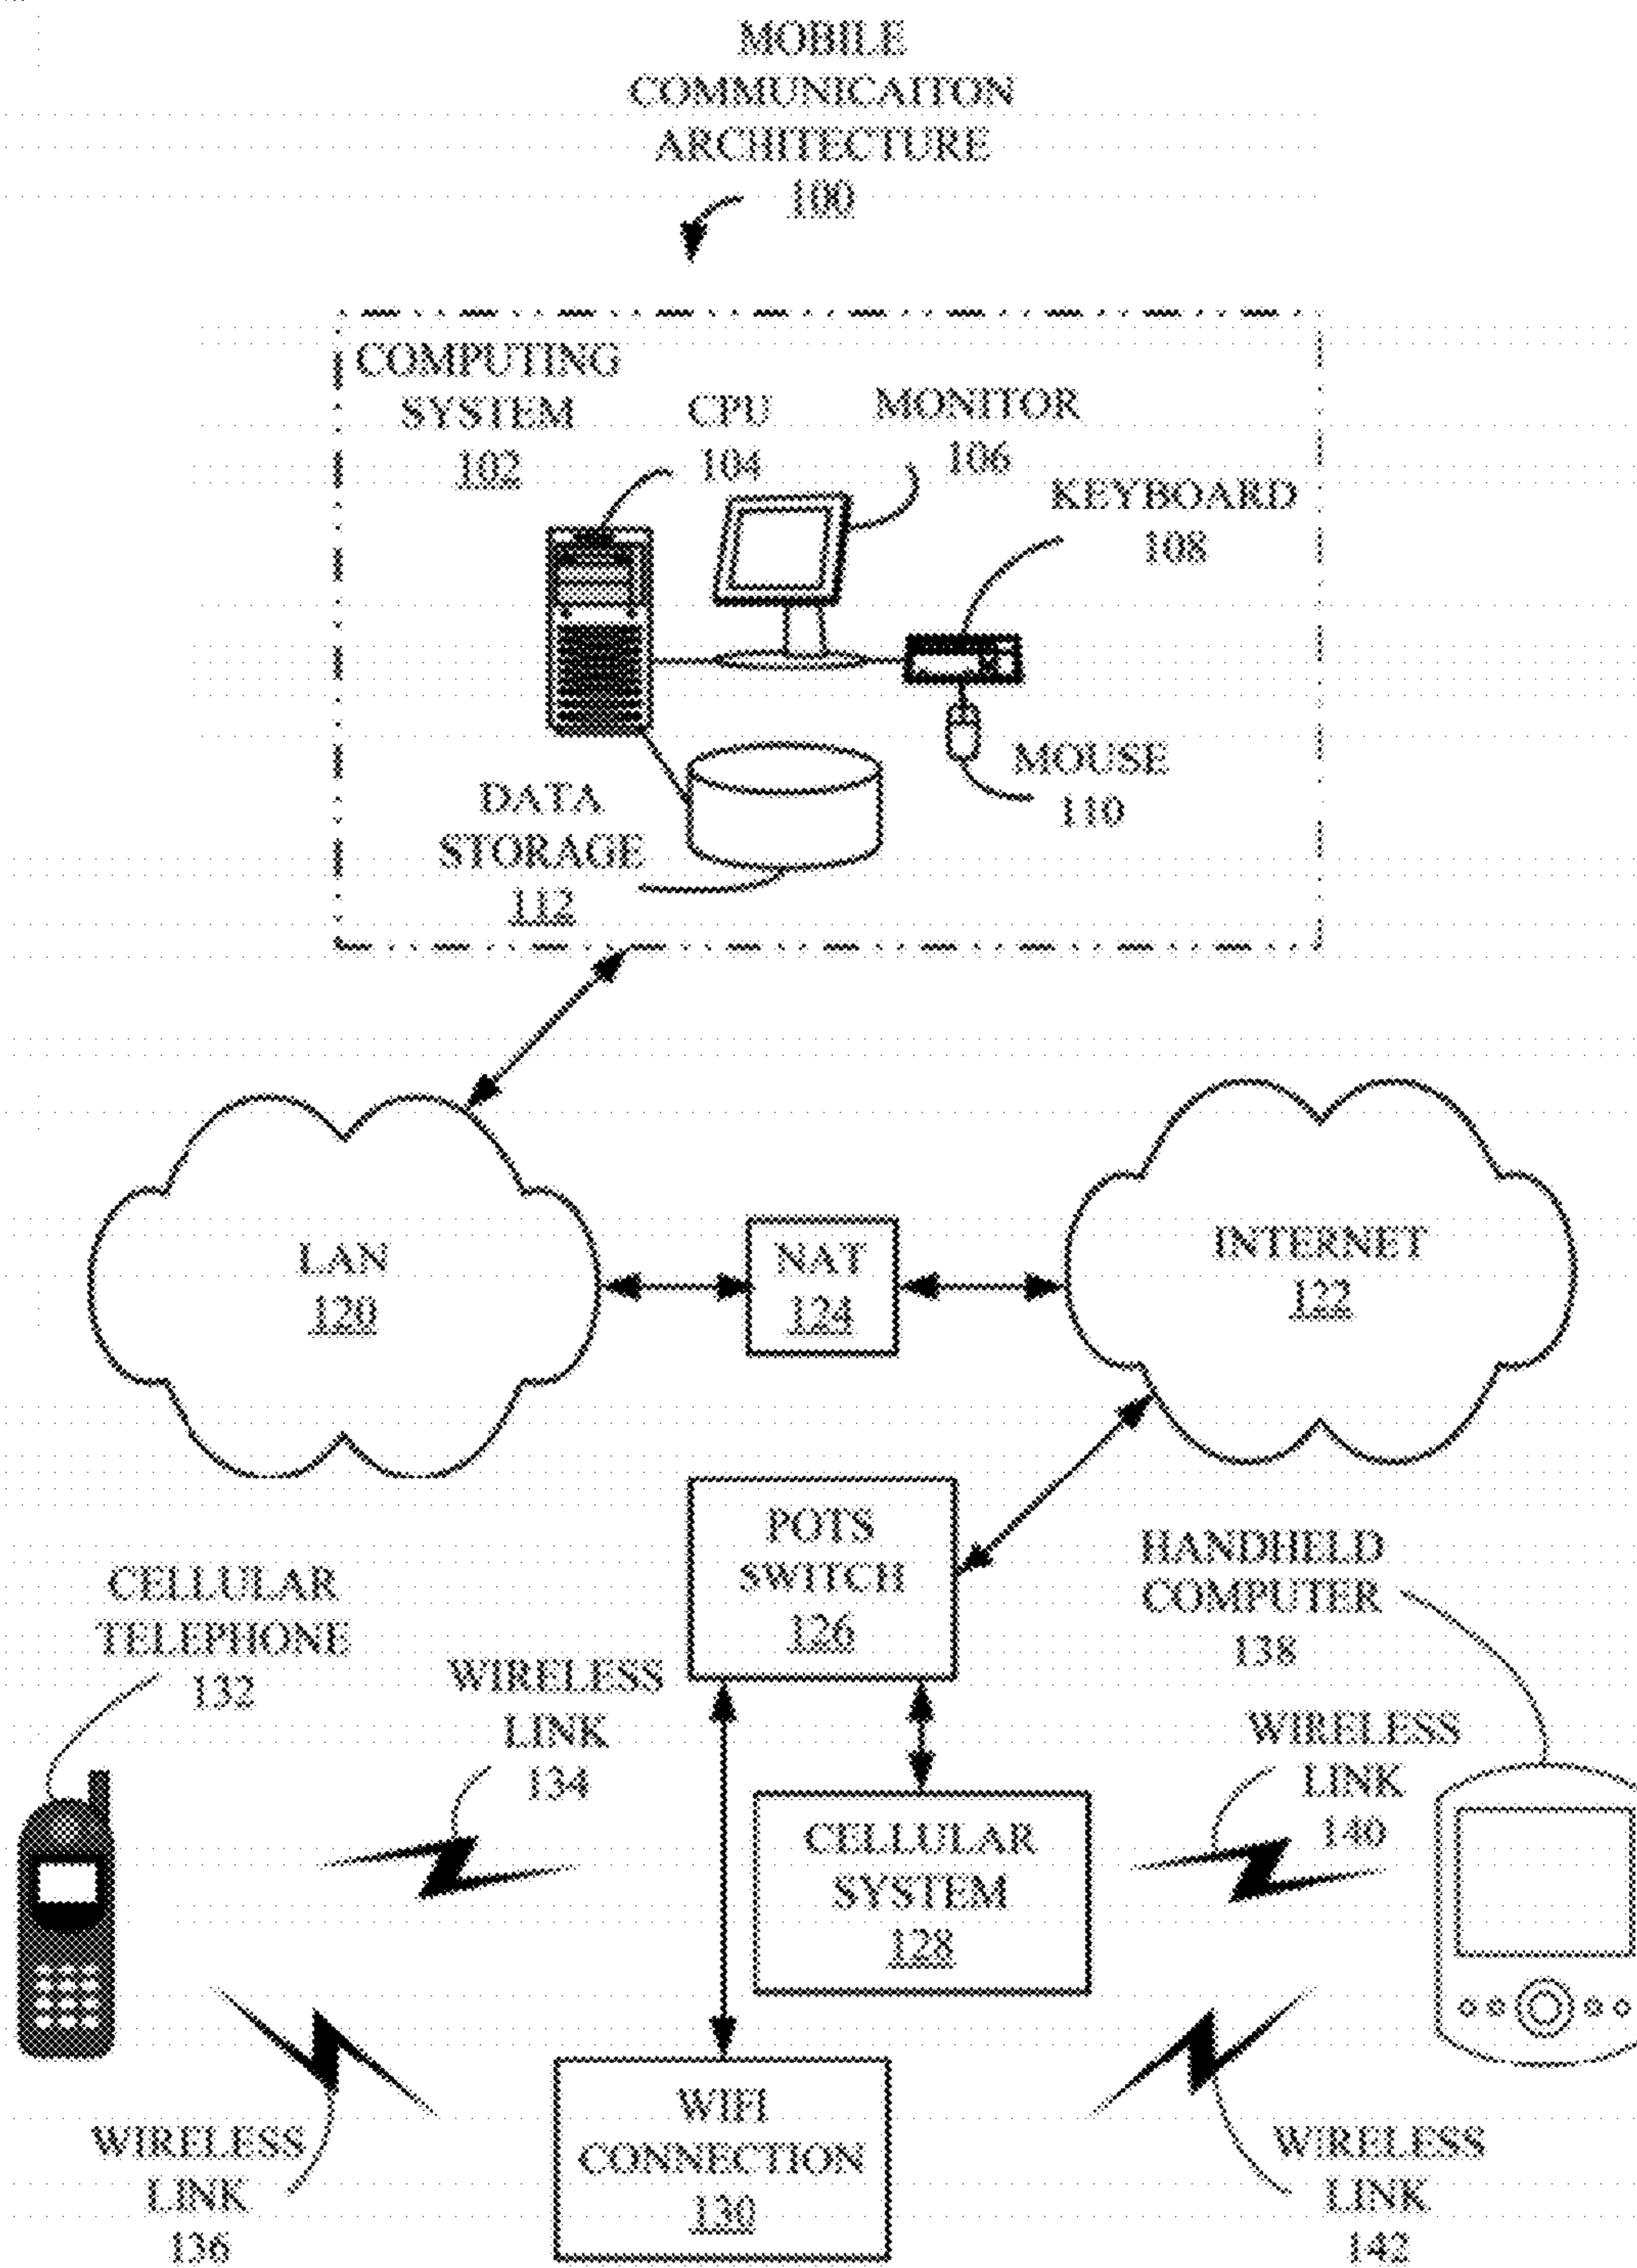 MOBILE
COMMUNICAITON
ARCHITECTURE
100
COMPUTING
SYSTEM
102
CPU
104
MONITOR
106
KEYBOARD
108
MOUSE
110
DATA
STORAGE
112
LAN
120
NAT
124
INTERNET
122
POTS
SWITCH
126
HANDHELD
COMPUTER
138
CELLULAR
TELEPHONE
132
WIRELESS
LINK
134
WIRELESS
LINK
140
CELLULAR
SYSTEM
128
WIRELESS
LINK
136
WIFI
CONNECTION
130
WIRELESS
LINK
142